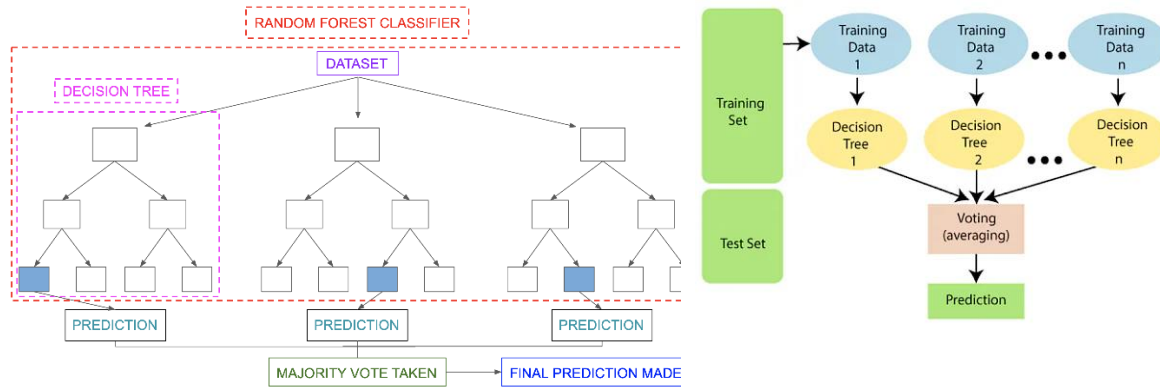 RANDOM FOREST CLASSIFIER
DATASET
DECISION TREE
PREDICTION
PREDICTION
PREDICTION
MAJORITY VOTE TAKEN
FINAL PREDICTION MADE
Training
Set
Test Set
Training
Data
1
Training
Data
2
Training
Data
n
Decision
Tree
1
Decision
Tree
2
Decision
Tree
n
Voting
(averaging)
Prediction